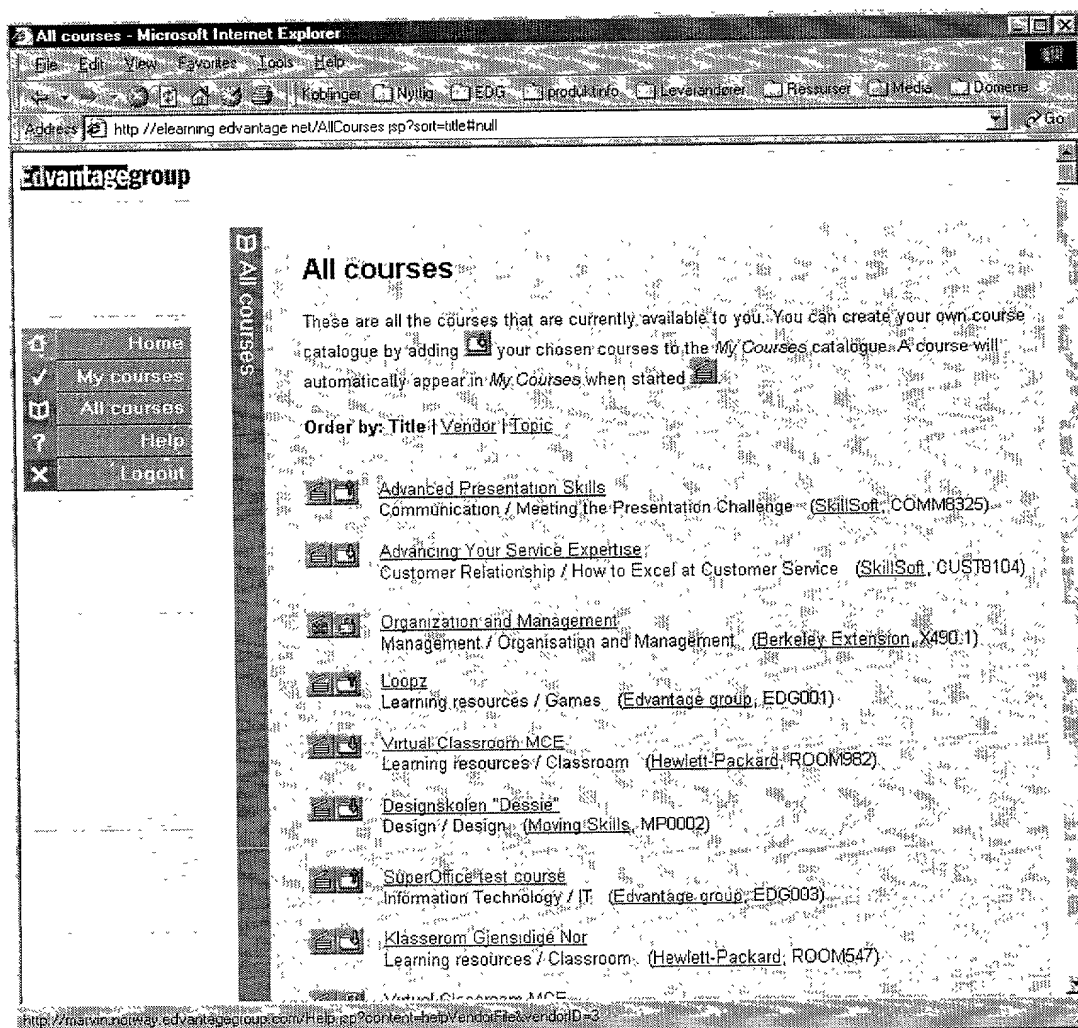 All courses - Microsoft Internet Explorer
File Edit View Favorites Tools Help
Koblinger Nyttig EDG produktinfo Leverandører Ressurser Media Domene
Address http //elearning edvantage net/AllCourses jsp?sort=title#null Go
Edvantagegroup
All courses
All courses
These are all the courses that are currently available to you. You can create your own course
catalogue by adding your chosen courses to the My Courses catalogue. A course will
automatically appear in My Courses when started
Home
My courses
All courses
Help
Logout
Order by: Title | Vendor | Topic
Advanced Presentation Skills
Communication / Meeting the Presentation Challenge (SkillSoft, COMM8325)
Advancing Your Service Expertise
Customer Relationship / How to Excel at Customer Service (SkillSoft, CUST8104)
Organization and Management
Management / Organisation and Management (Berkeley Extension, X490.1)
Loopz
Learning resources / Games (Edvantage group, EDG001)
Virtual Classroom MCE
Learning resources / Classroom (Hewlett-Packard, ROOM982)
Designskolen "Dessie"
Design / Design (Moving Skills, MP0002)
SuperOffice test course
Information Technology / IT (Edvantage group, EDG003)
Klasserom Gjensidige Nor
Learning resources / Classroom (Hewlett-Packard, ROOM547)
Virtual Classroom MCE
http://marvin.norway.edvantagegroup.com/Help.jsp?content=helpVendorFile&vendorID=3